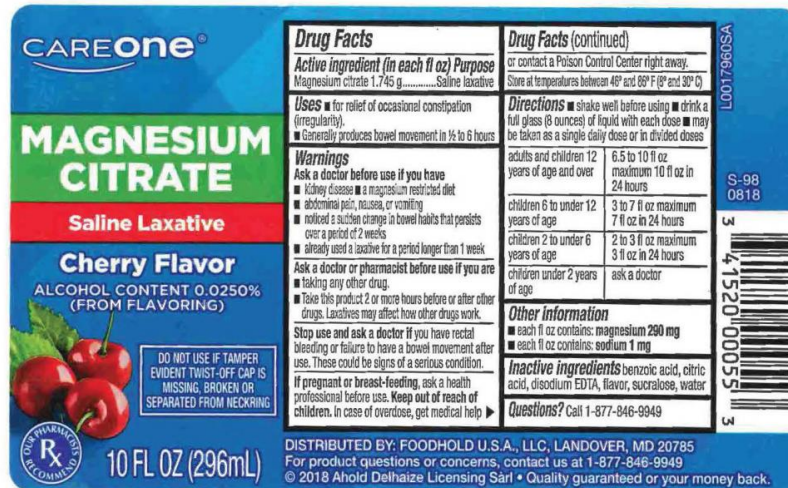 CAREONE®
MAGNESIUM
CITRATE
Saline Laxative
Cherry Flavor
ALCOHOL CONTENT 0.0250%
(FROM FLAVORING)
DO NOT USE IF TAMPER
EVIDENT TWIST-OFF CAP IS
MISSING, BROKEN OR
SEPARATED FROM NECKRING
OUR PHARMACISTS
Rx
RECOMMEND
10 FL OZ (296mL)
Drug Facts
Active ingredient (in each fl oz) Purpose
Magnesium citrate 1.745 g.............Saline laxative
Uses ■ for relief of occasional constipation
(irregularity).
■ Generally produces bowel movement in ½ to 6 hours
Warnings
Ask a doctor before use if you have
■ kidney disease ■ a magnesium restricted diet
■ abdominal pain, nausea, or vomiting
■ noticed a sudden change in bowel habits that persists
over a period of 2 weeks
■ already used a laxative for a period longer than 1 week
Ask a doctor or pharmacist before use if you are
■ taking any other drug.
■ Take this product 2 or more hours before or after other
drugs. Laxatives may affect how other drugs work.
Stop use and ask a doctor if you have rectal
bleeding or failure to have a bowel movement after
use. These could be signs of a serious condition.
If pregnant or breast-feeding, ask a health
professional before use. Keep out of reach of
children. In case of overdose, get medical help ▶
Drug Facts (continued)
or contact a Poison Control Center right away.
Store at temperatures between 46° and 86° F (8° and 30° C)
Directions ■ shake well before using ■ drink a
full glass (8 ounces) of liquid with each dose ■ may
be taken as a single daily dose or in divided doses
adults and children 12 6.5 to 10 fl oz
years of age and over maximum 10 fl oz in
24 hours
children 6 to under 12 3 to 7 fl oz maximum
years of age 7 fl oz in 24 hours
children 2 to under 6 2 to 3 fl oz maximum
years of age 3 fl oz in 24 hours
children under 2 years ask a doctor
of age
Other information
■ each fl oz contains: magnesium 290 mg
■ each fl oz contains: sodium 1 mg
Inactive ingredients benzoic acid, citric
acid, disodium EDTA, flavor, sucralose, water
Questions? Call 1-877-846-9949
DISTRIBUTED BY: FOODHOLD U.S.A., LLC, LANDOVER, MD 20785
For product questions or concerns, contact us at 1-877-846-9949
© 2018 Ahold Delhaize Licensing Sàrl • Quality guaranteed or your money back.
L0017960SA
S-98
0818
3 41520 00055 3